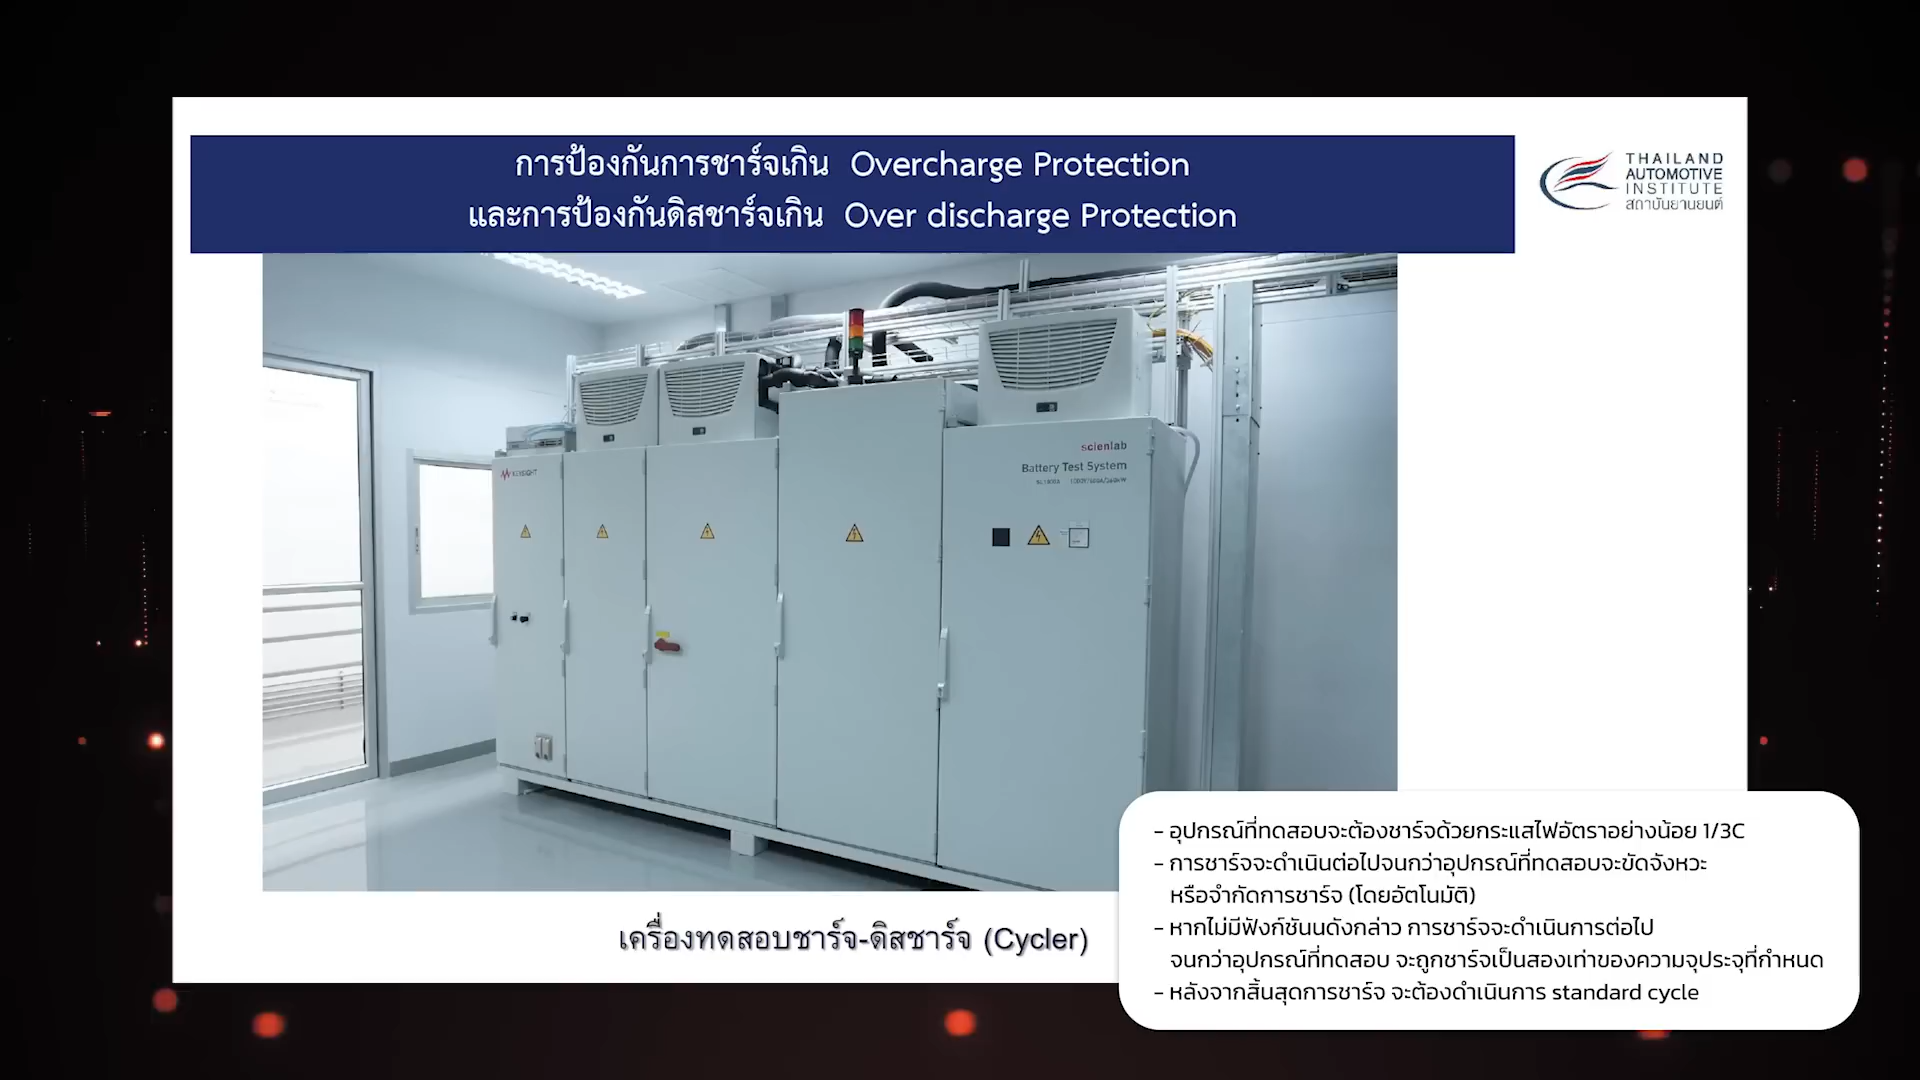 การป้องกันการชาร์จเกิน Overcharge Protection
และการป้องกันดิสชาร์จเกิน Over discharge Protection
THAILAND
AUTOMOTIVE
INSTITUTE
สถาบันยานยนต์
scienlab
Battery Test System
KEYSIGHT
เครื่องทดสอบชาร์จ-ดิสชาร์จ (Cycler)
- อุปกรณ์ที่ทดสอบจะต้องชาร์จด้วยกระแสไฟอัตราอย่างน้อย 1/3C
- การชาร์จจะดำเนินต่อไปจนกว่าอุปกรณ์ที่ทดสอบจะขัดจังหวะ
หรือจำกัดการชาร์จ (โดยอัตโนมัติ)
- หากไม่มีฟังก์ชันนดังกล่าว การชาร์จจะดำเนินการต่อไป
จนกว่าอุปกรณ์ที่ทดสอบ จะถูกชาร์จเป็นสองเท่าของความจุประจุที่กำหนด
- หลังจากสิ้นสุดการชาร์จ จะต้องดำเนินการ standard cycle